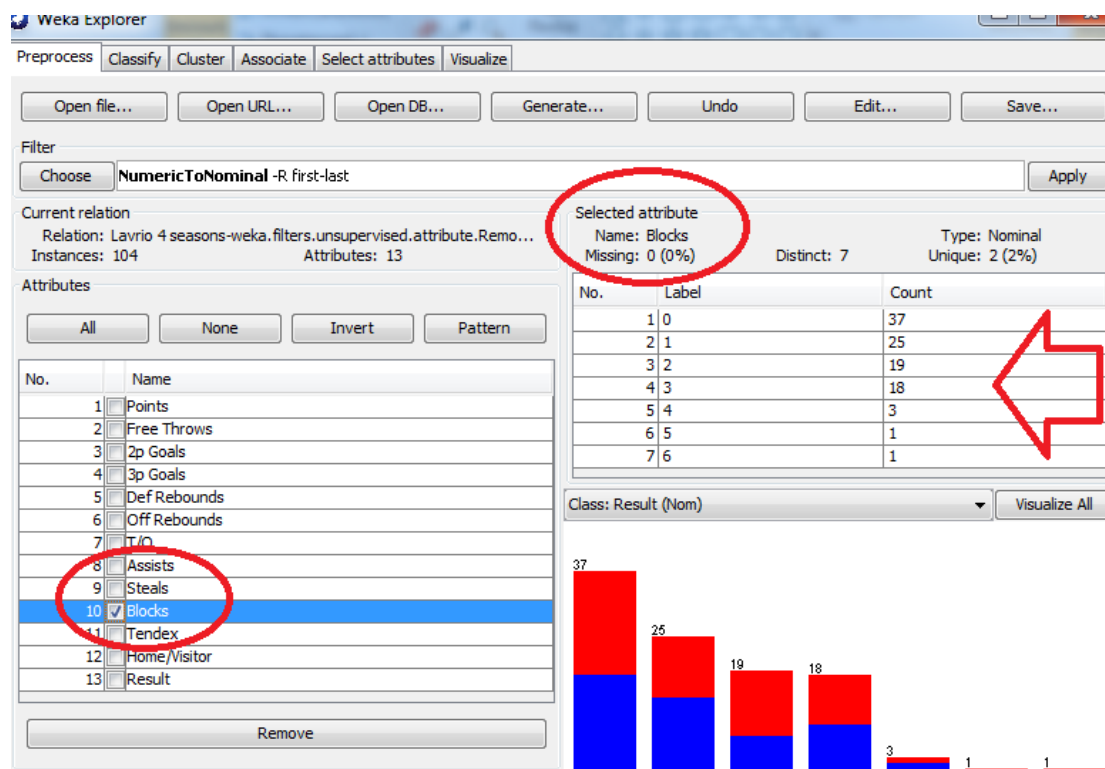 Weka Explorer
Preprocess Classify Cluster Associate Select attributes Visualize
Open file... Open URL... Open DB... Generate... Undo Edit... Save...
Filter
Choose NumericToNominal -R first-last Apply
Current relation
Relation: Lavrio 4 seasons-weka.filters.unsupervised.attribute.Remo...
Instances: 104 Attributes: 13
Attributes
All None Invert Pattern
No. Name
1 Points
2 Free Throws
3 2p Goals
4 3p Goals
5 Def Rebounds
6 Off Rebounds
7 T/O
8 Assists
9 Steals
10 Blocks
11 Tendex
12 Home/Visitor
13 Result
Remove
Selected attribute
Name: Blocks Type: Nominal
Missing: 0 (0%) Distinct: 7 Unique: 2 (2%)
No. Label Count
1 0 37
2 1 25
3 2 19
4 3 18
5 4 3
6 5 1
7 6 1
Class: Result (Nom) Visualize All
37
25
19
18
3
1
1